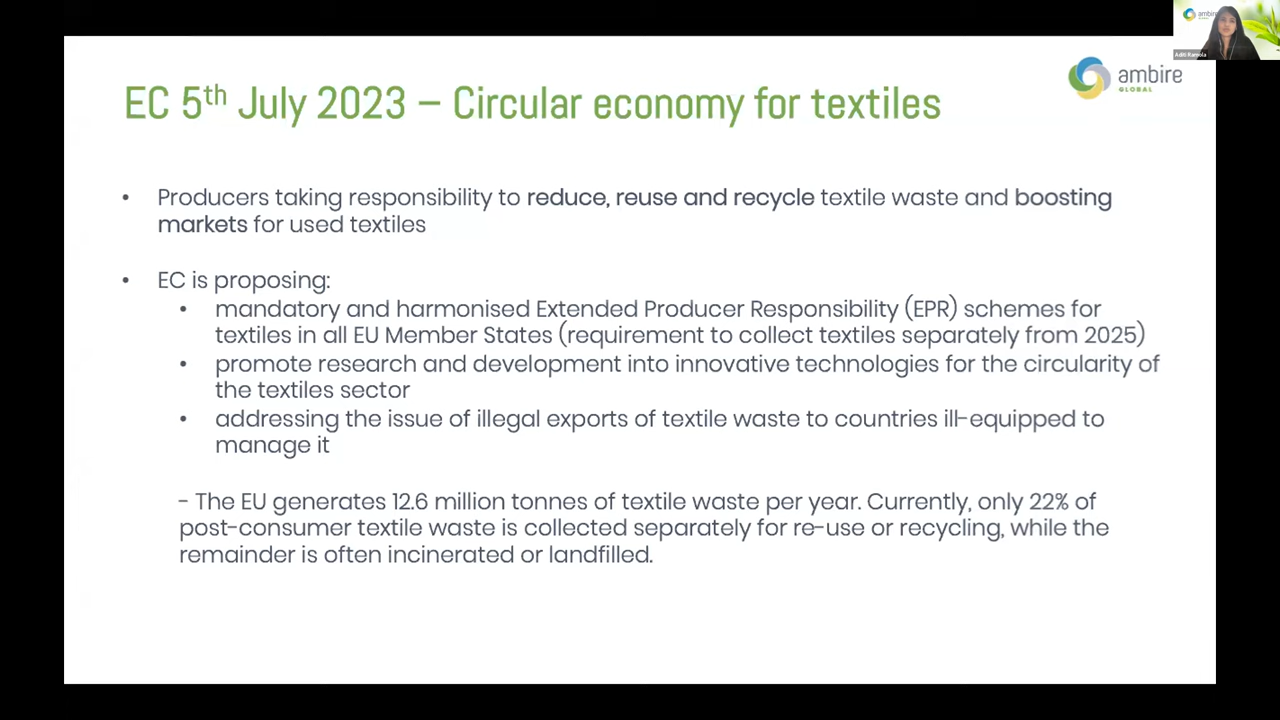 EC 5th July 2023 – Circular economy for textiles
ambire
GLOBAL
ambire
Aditi Ramola
• Producers taking responsibility to reduce, reuse and recycle textile waste and boosting
markets for used textiles
• EC is proposing:
• mandatory and harmonised Extended Producer Responsibility (EPR) schemes for
textiles in all EU Member States (requirement to collect textiles separately from 2025)
• promote research and development into innovative technologies for the circularity of
the textiles sector
• addressing the issue of illegal exports of textile waste to countries ill-equipped to
manage it
- The EU generates 12.6 million tonnes of textile waste per year. Currently, only 22% of
post-consumer textile waste is collected separately for re-use or recycling, while the
remainder is often incinerated or landfilled.